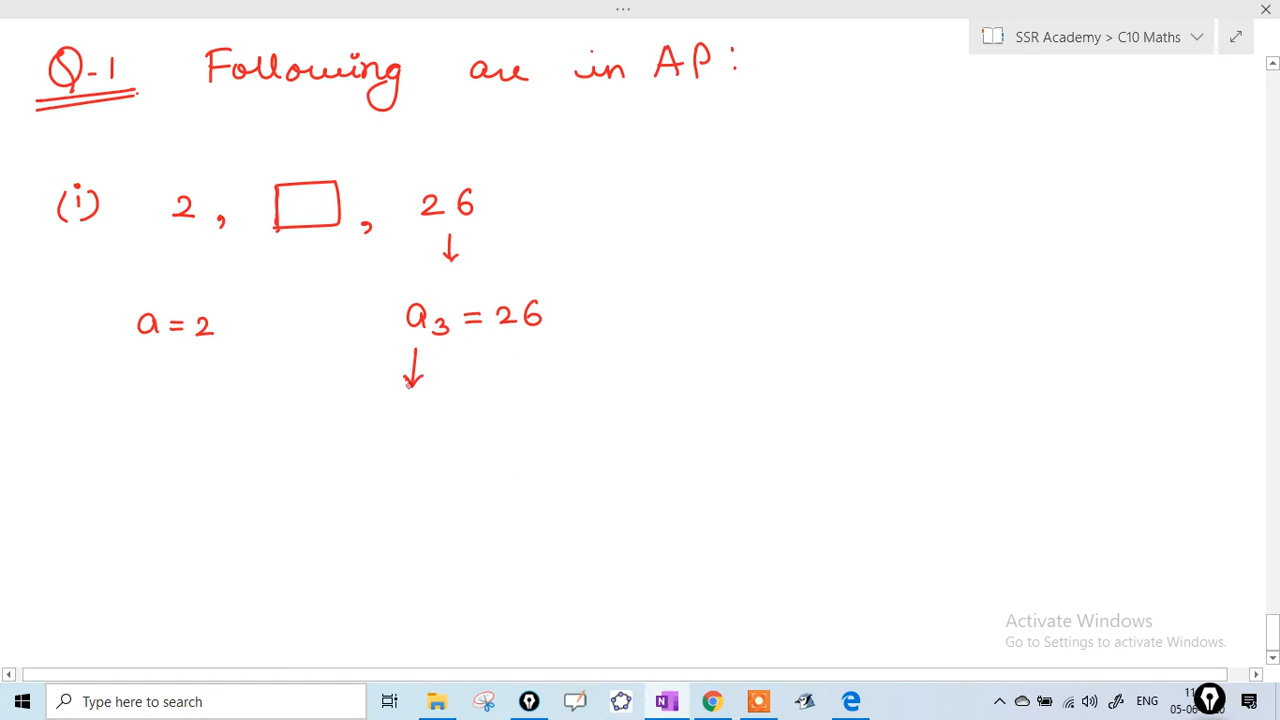 ...
SSR Academy > C10 Maths
Q-1 Following are in AP:
(i) 2, , 26
a = 2 a3 = 26
Activate Windows
Go to Settings to activate Windows.
Type here to search
ENG